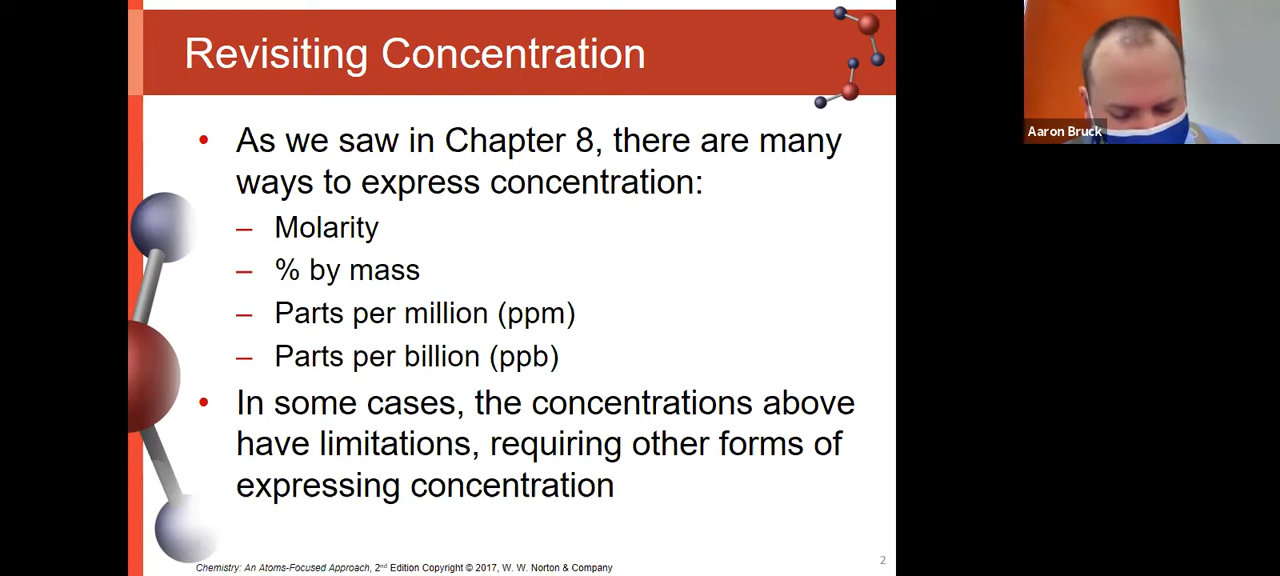 Revisiting Concentration
• As we saw in Chapter 8, there are many
ways to express concentration:
– Molarity
– % by mass
– Parts per million (ppm)
– Parts per billion (ppb)
• In some cases, the concentrations above
have limitations, requiring other forms of
expressing concentration
Chemistry: An Atoms-Focused Approach, 2nd Edition Copyright © 2017, W. W. Norton & Company
2
Aaron Bruck